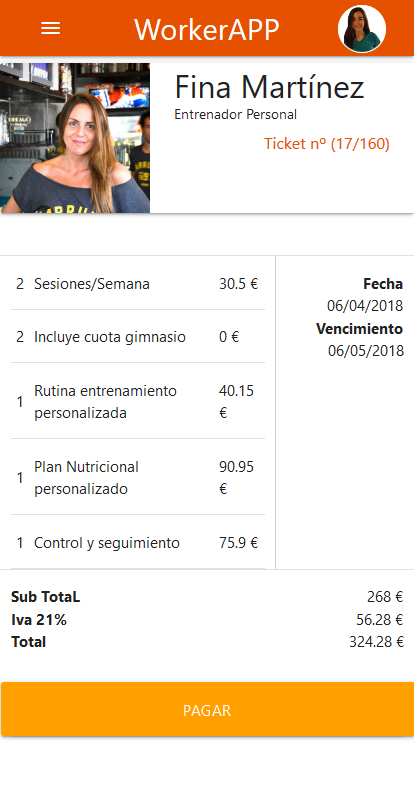 WorkerAPP
Fina Martínez
Entrenador Personal
Ticket nº (17/160)
2 Sesiones/Semana 30.5 €
2 Incluye cuota gimnasio 0 €
1 Rutina entrenamiento
personalizada 40.15
€
1 Plan Nutricional
personalizado 90.95
€
1 Control y seguimiento 75.9 €
Fecha
06/04/2018
Vencimiento
06/05/2018
Sub TotaL 268 €
Iva 21% 56.28 €
Total 324.28 €
PAGAR